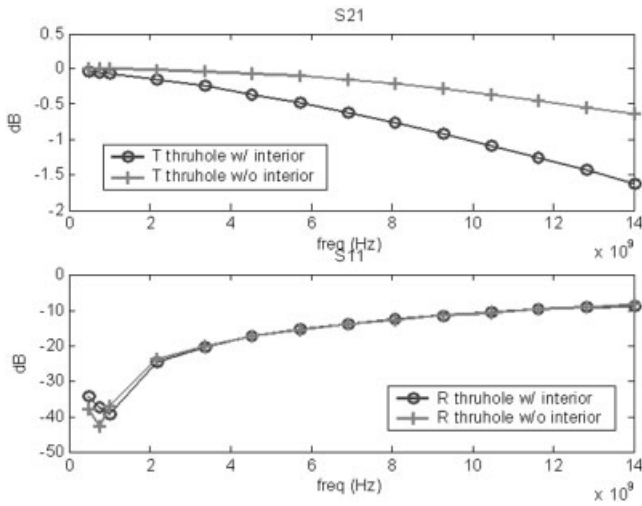 S21
0.5
0
-0.5
-1
-1.5
-2
dB
T thruhole w/ interior
T thruhole w/o interior
0 2 4 6 8 10 12 14
freq (Hz)
x 10^9
S11
0
-10
-20
-30
-40
-50
dB
R thruhole w/ interior
R thruhole w/o interior
0 2 4 6 8 10 12 14
freq (Hz)
x 10^9